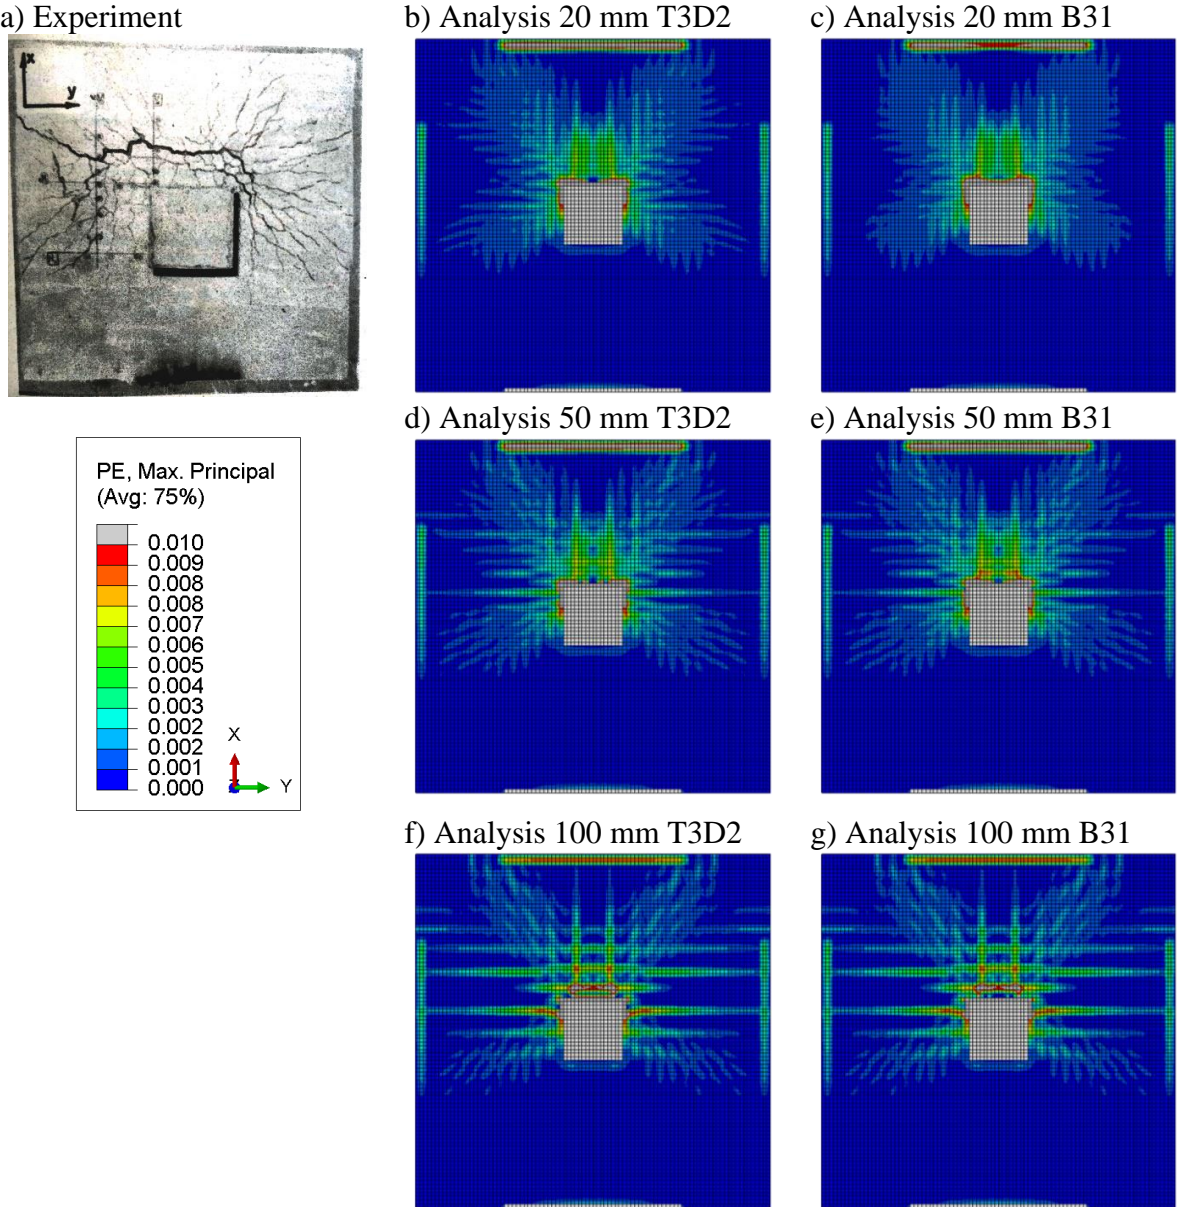 a) Experiment
b) Analysis 20 mm T3D2
c) Analysis 20 mm B31
x
y
d) Analysis 50 mm T3D2
e) Analysis 50 mm B31
PE, Max. Principal
(Avg: 75%)
0.010
0.009
0.008
0.008
0.007
0.006
0.005
0.004
0.003
0.002
0.002
0.001
0.000
X
Y
f) Analysis 100 mm T3D2
g) Analysis 100 mm B31